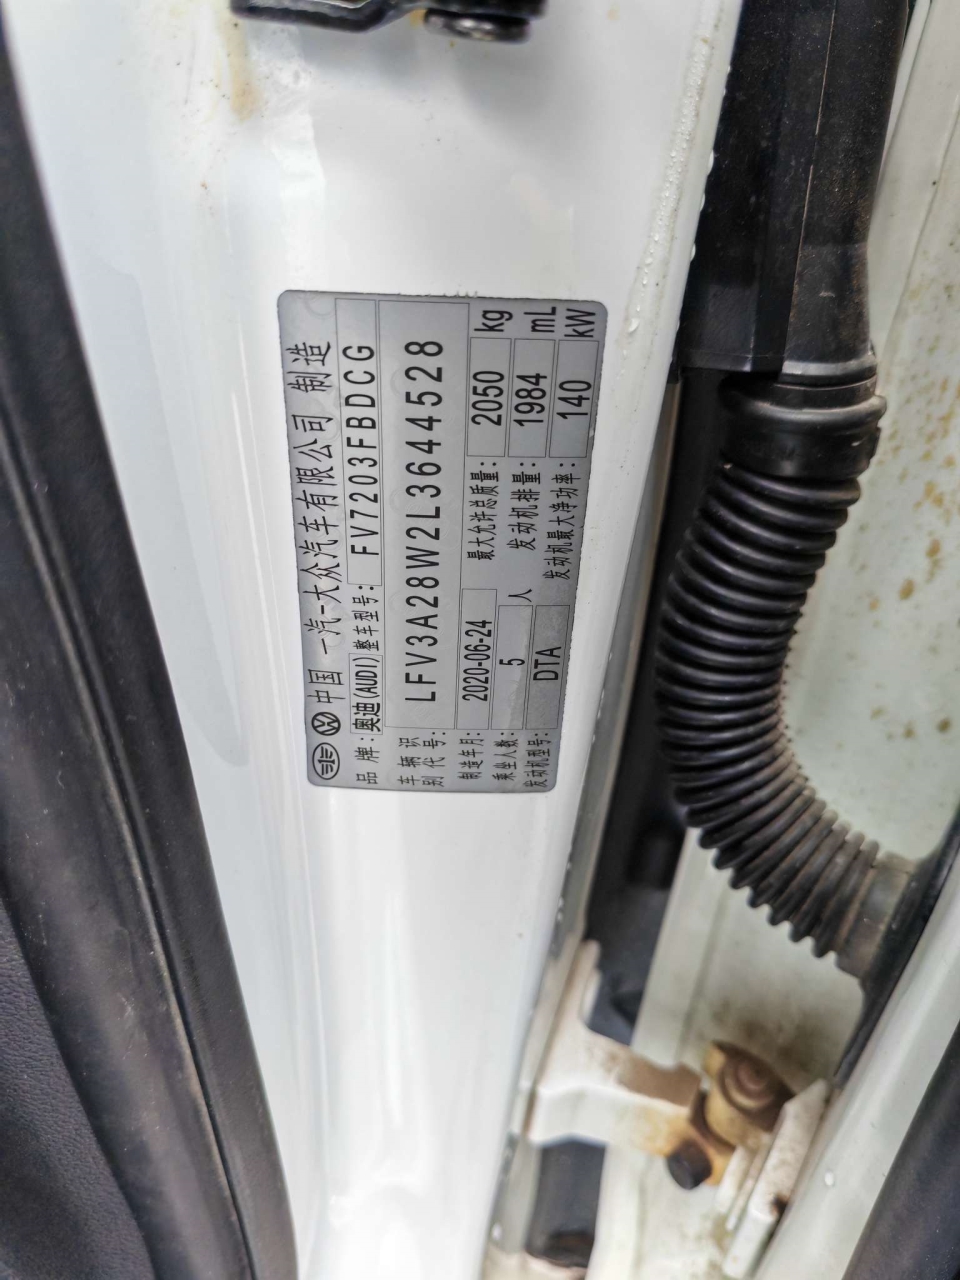 中国 一汽-大众汽车有限公司 制造
品 牌: 奥迪(AUDI) 整车型号: FV7203FBDCG
车辆识别代号: LFV3A28W2L3644528
制造年月: 2020-06-24 最大允许总质量: 2050 kg
乘坐人数: 5 人 发动机排量: 1984 mL
发动机型号: DTA 发动机最大净功率: 140 kW